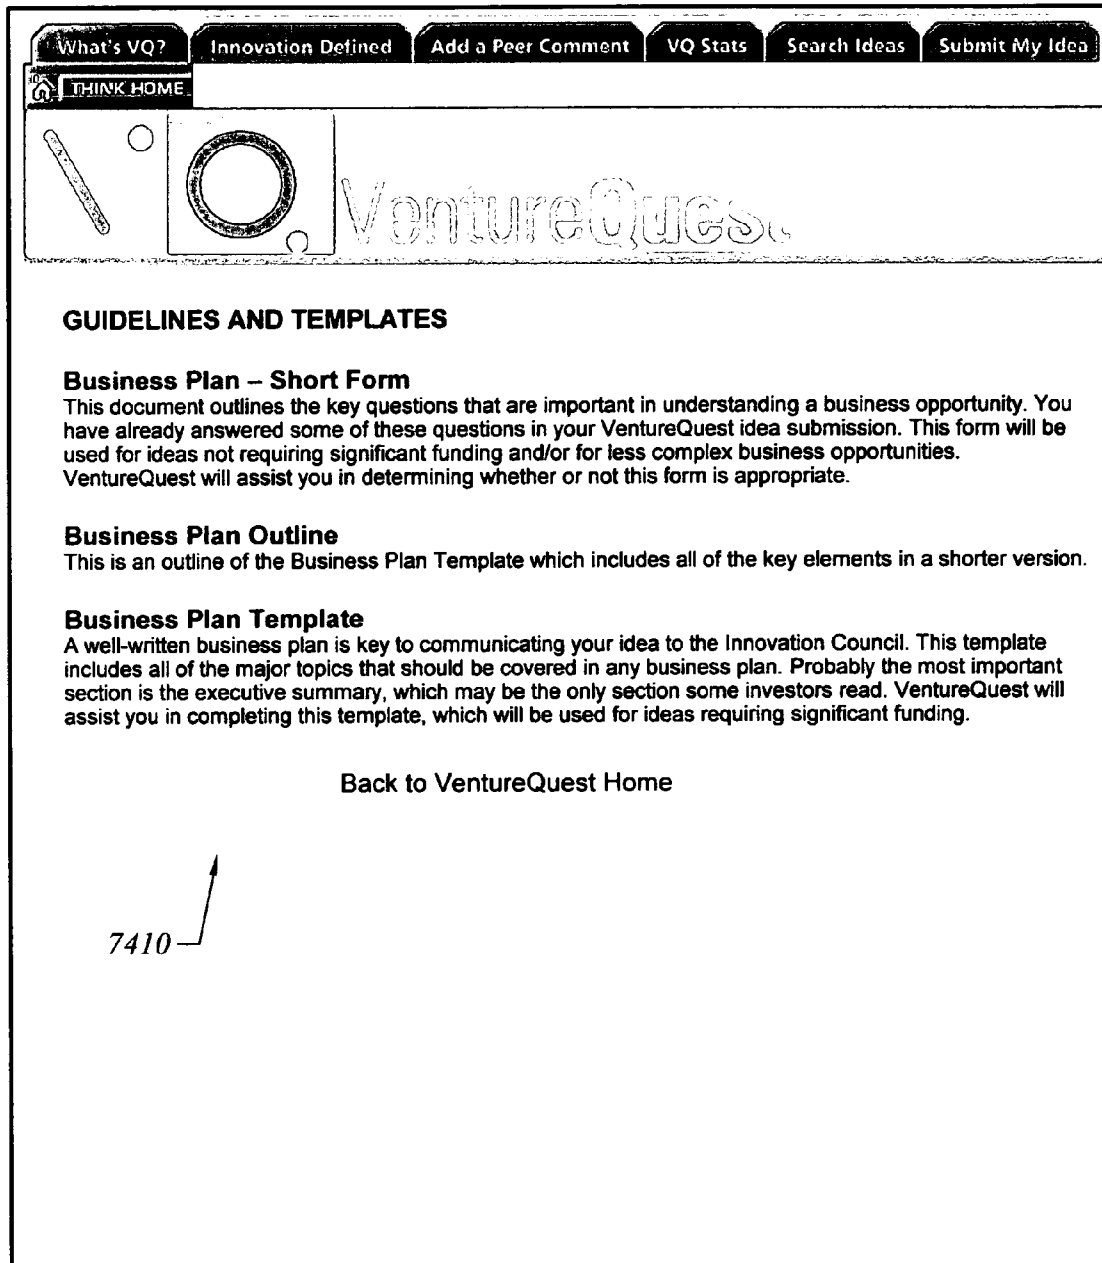 What's VQ? Innovation Defined Add a Peer Comment VQ Stats Search Ideas Submit My Idea
THINK HOME
VentureQuest
GUIDELINES AND TEMPLATES
Business Plan – Short Form
This document outlines the key questions that are important in understanding a business opportunity. You
have already answered some of these questions in your VentureQuest idea submission. This form will be
used for ideas not requiring significant funding and/or for less complex business opportunities.
VentureQuest will assist you in determining whether or not this form is appropriate.
Business Plan Outline
This is an outline of the Business Plan Template which includes all of the key elements in a shorter version.
Business Plan Template
A well-written business plan is key to communicating your idea to the Innovation Council. This template
includes all of the major topics that should be covered in any business plan. Probably the most important
section is the executive summary, which may be the only section some investors read. VentureQuest will
assist you in completing this template, which will be used for ideas requiring significant funding.
Back to VentureQuest Home
7410